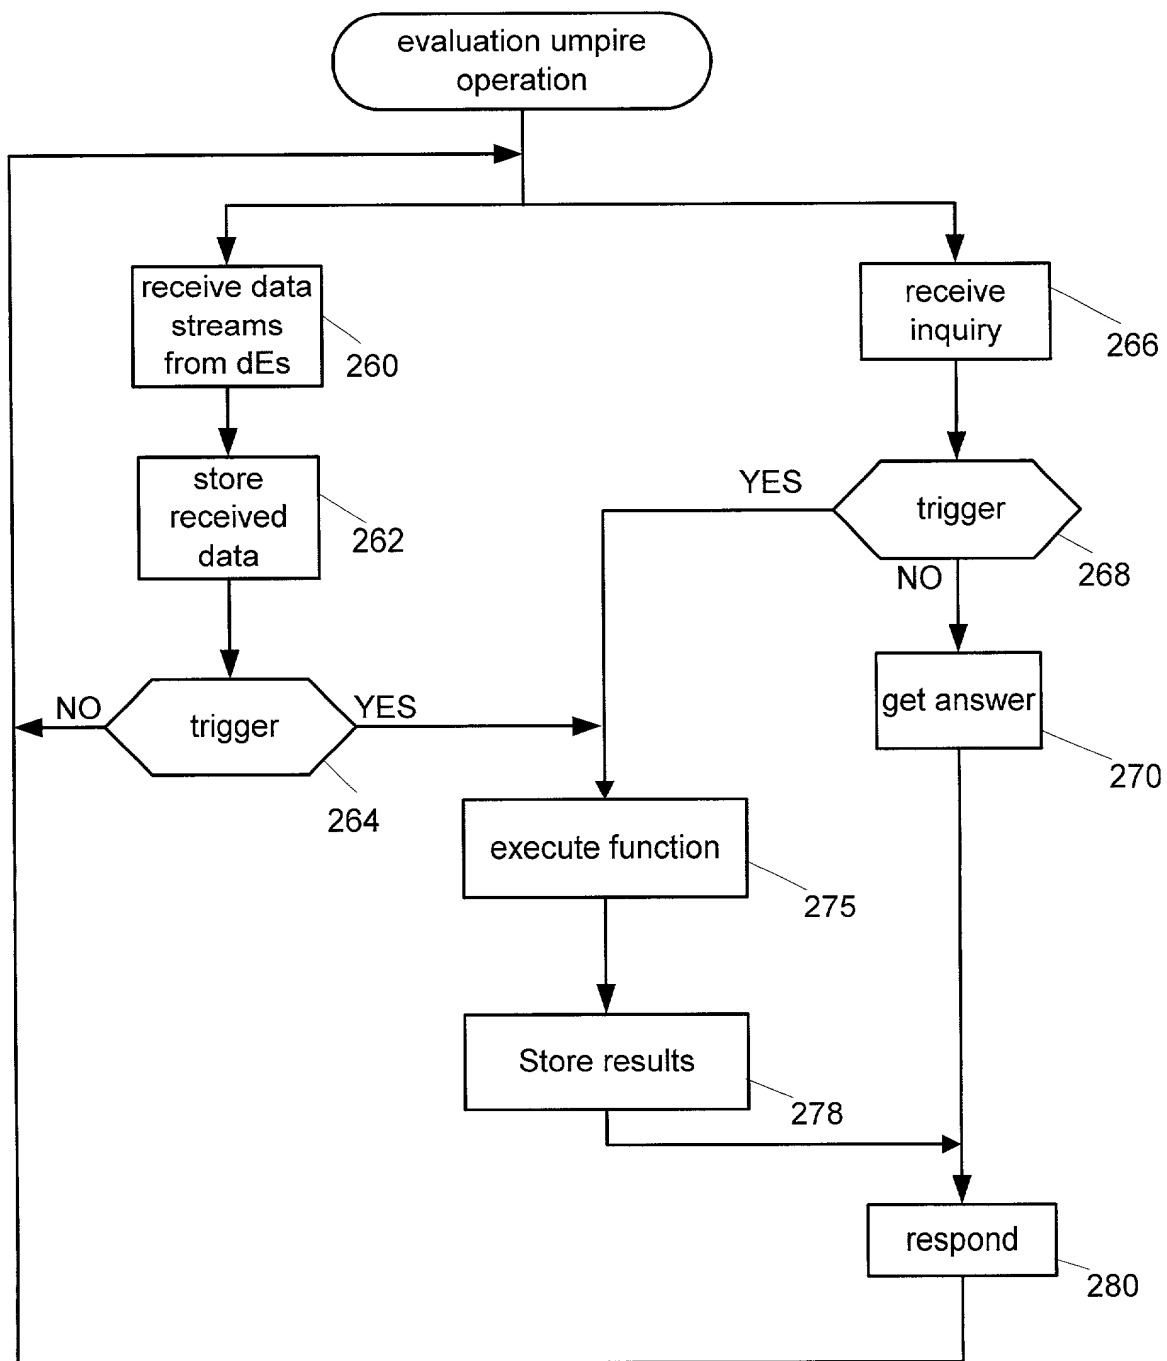 evaluation umpire
operation
receive data
streams
from dEs
260
receive
inquiry
266
store
received
data
262
YES
trigger
268
NO
get answer
270
NO
trigger
YES
264
execute function
275
Store results
278
respond
280